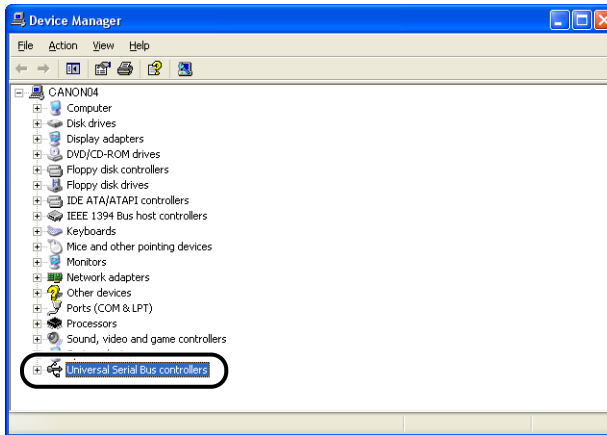 Device Manager
File Action View Help
CANON04
Computer
Disk drives
Display adapters
DVD/CD-ROM drives
Floppy disk controllers
Floppy disk drives
IDE ATA/ATAPI controllers
IEEE 1394 Bus host controllers
Keyboards
Mice and other pointing devices
Monitors
Network adapters
Other devices
Ports (COM & LPT)
Processors
Sound, video and game controllers
Universal Serial Bus controllers